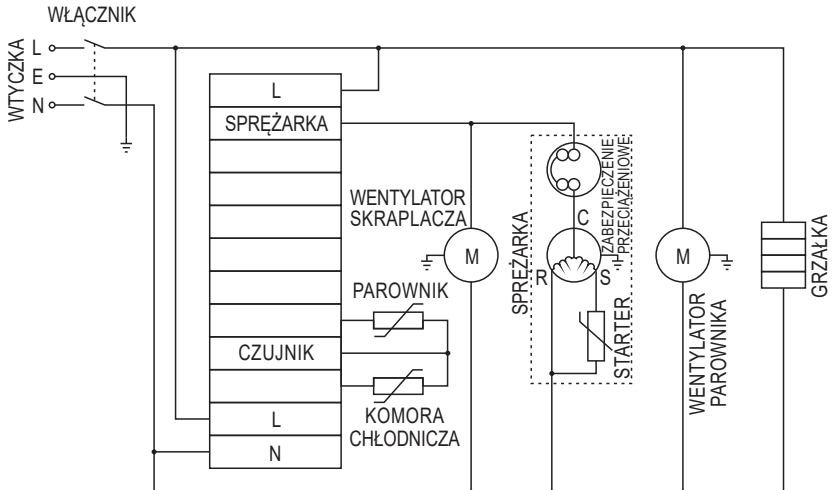 WŁĄCZNIK
WTYCZKA
L
E
N
L
SPRĘŻARKA
CZUJNIK
L
N
WENTYLATOR
SKRAPLACZA
M
PAROWNIK
KOMORA
CHŁODNICZA
SPRĘŻARKA
ZABEZPIECZENIE
PRZECIĄŻENIOWE
C
R
S
STARTER
M
WENTYLATOR
PAROWNIKA
GRZAŁKA